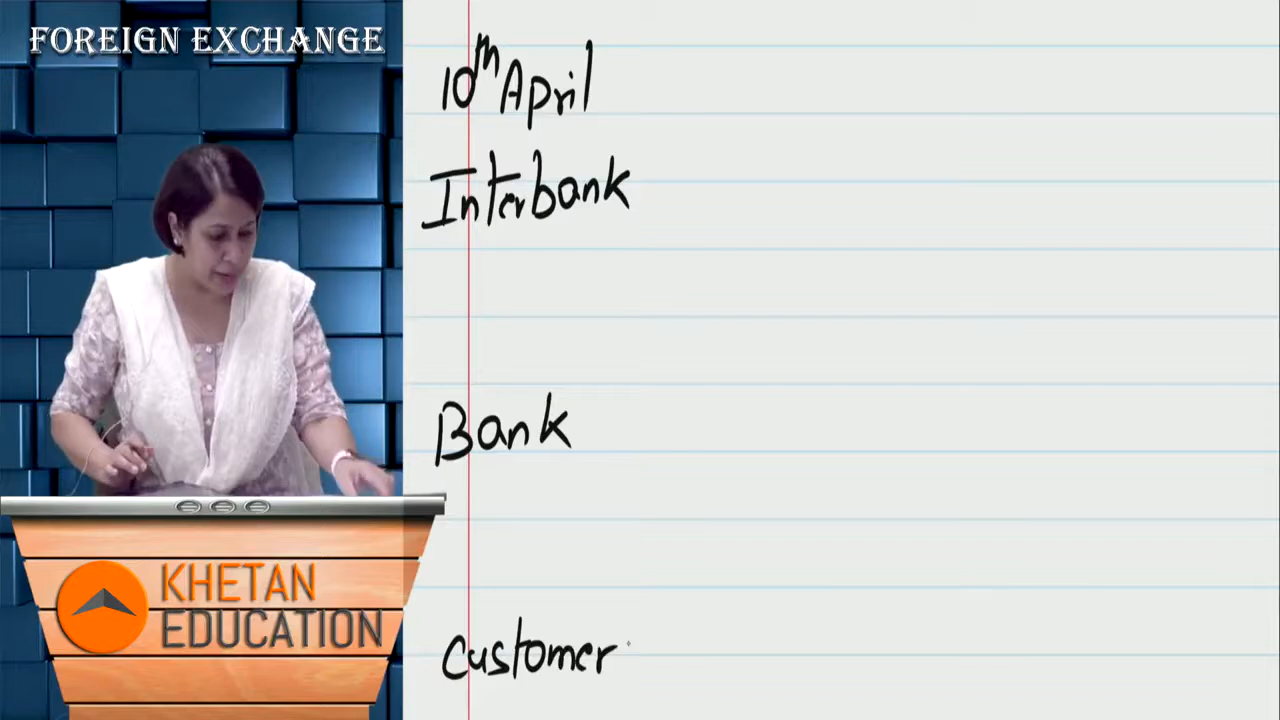 FOREIGN EXCHANGE
10th April
Interbank
Bank
Customer
KHETAN
EDUCATION